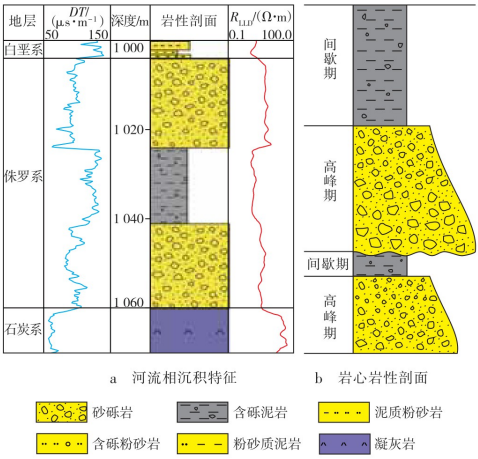 地层
DT/
(μs·m⁻¹)
50 150
深度/m
岩性剖面
R_LLD/(Ω·m)
0.1 100.0
白垩系
侏罗系
石炭系
1 000
1 020
1 040
1 060
间歇期
高峰期
间歇期
高峰期
a 河流相沉积特征
b 岩心岩性剖面
砂砾岩
含砾泥岩
泥质粉砂岩
含砾粉砂岩
粉砂质泥岩
凝灰岩